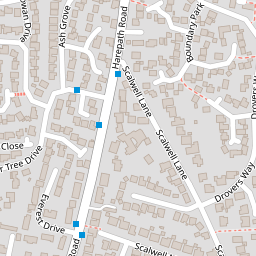 Drive
Ash Grove
Harepath Road
Boundary Park
Scalwell Lane
Drovers
Scalwell Lane
Close
Tree Drive
Drovers Way
Everest Drive
Road
Scalwell